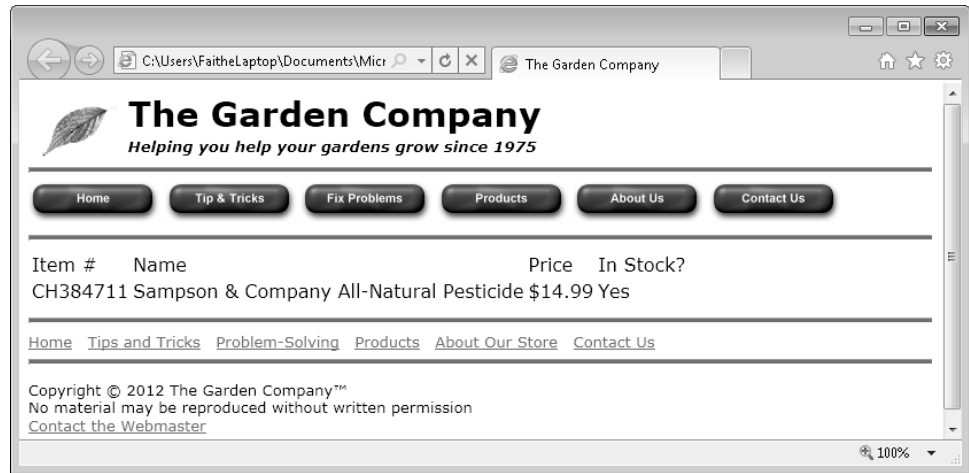 C:\Users\FaitheLaptop\Documents\Micr
The Garden Company
The Garden Company
Helping you help your gardens grow since 1975
Home Tip & Tricks Fix Problems Products About Us Contact Us
Item # Name Price In Stock?
CH384711 Sampson & Company All-Natural Pesticide $14.99 Yes
Home Tips and Tricks Problem-Solving Products About Our Store Contact Us
Copyright © 2012 The Garden Company™
No material may be reproduced without written permission
Contact the Webmaster
100%